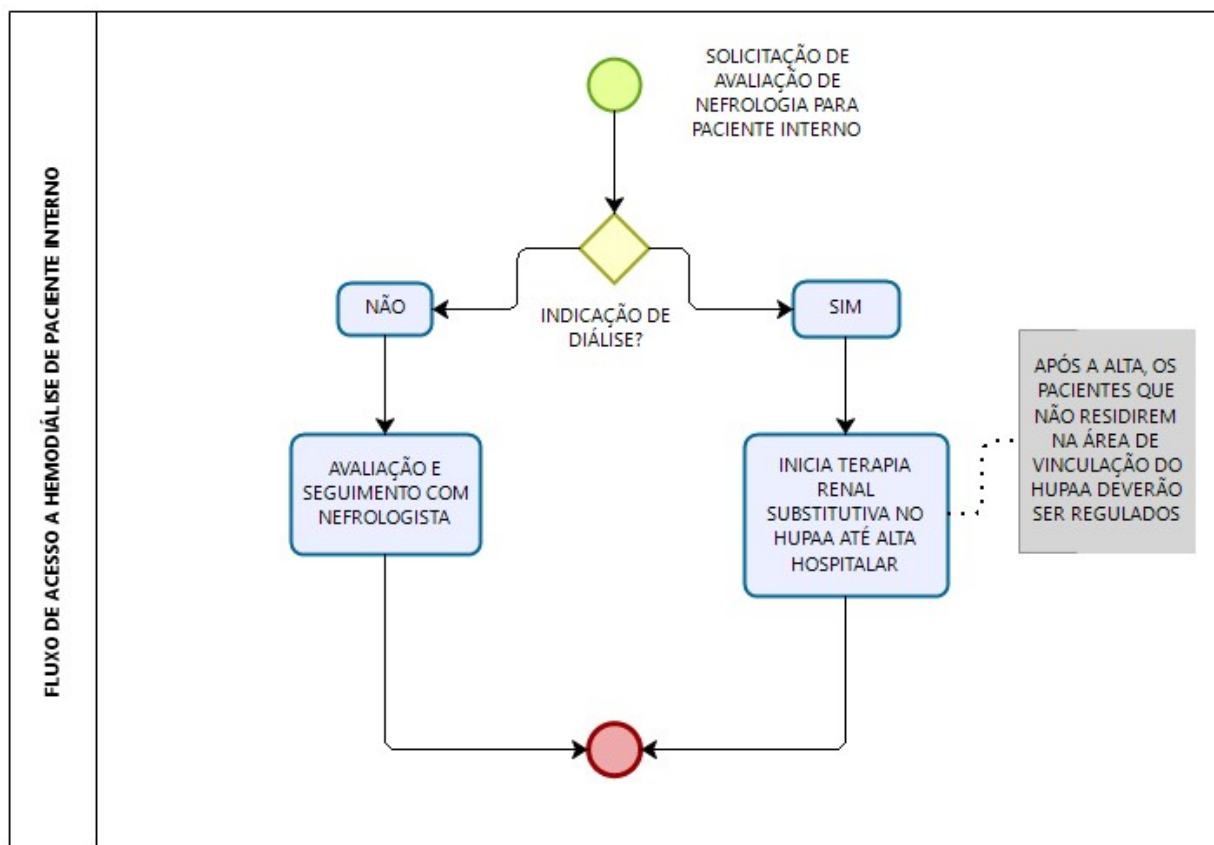 FLUXO DE ACESSO A HEMODIÁLISE DE PACIENTE INTERNO
SOLICITAÇÃO DE
AVALIAÇÃO DE
NEFROLOGIA PARA
PACIENTE INTERNO
INDICAÇÃO DE
DIÁLISE?
NÃO
SIM
AVALIAÇÃO E
SEGUIMENTO COM
NEFROLOGISTA
INICIA TERAPIA
RENAL
SUBSTITUTIVA NO
HUPAA ATÉ ALTA
HOSPITALAR
APÓS A ALTA, OS
PACIENTES QUE
NÃO RESIDIREM
NA ÁREA DE
VINCULAÇÃO DO
HUPAA DEVERÃO
SER REGULADOS